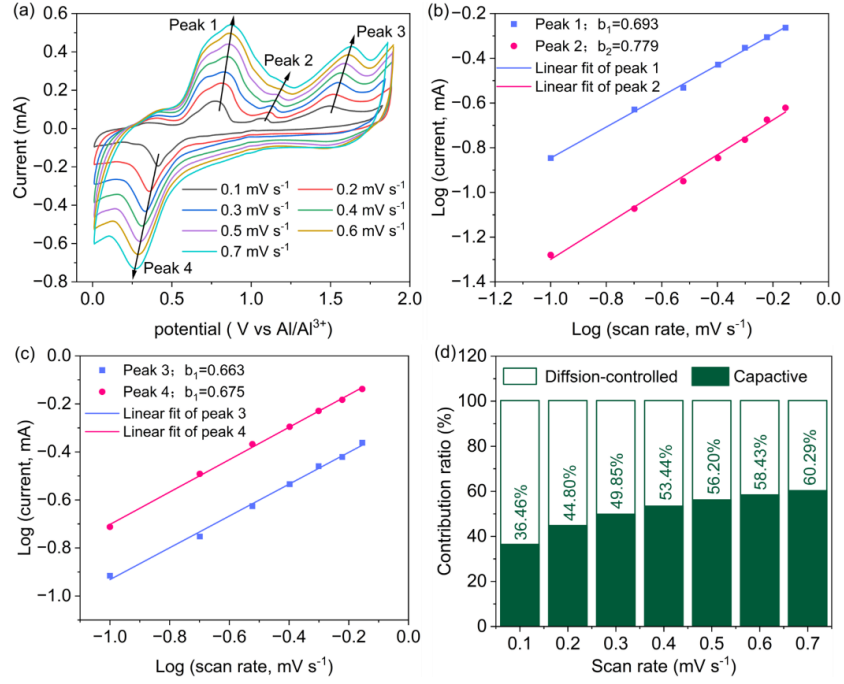 (a)
Peak 1
Peak 2
Peak 3
Peak 4
0.6
0.4
0.2
0.0
−0.2
−0.4
−0.6
−0.8
Current (mA)
0.1 mV s⁻¹
0.2 mV s⁻¹
0.3 mV s⁻¹
0.4 mV s⁻¹
0.5 mV s⁻¹
0.6 mV s⁻¹
0.7 mV s⁻¹
0.0 0.5 1.0 1.5 2.0
potential ( V vs Al/Al³⁺)
(b)
Peak 1; b₁=0.693
Peak 2; b₂=0.779
Linear fit of peak 1
Linear fit of peak 2
0.0
−0.2
−0.4
−0.6
−0.8
−1.0
−1.2
−1.4
Log (current, mA)
−1.2 −1.0 −0.8 −0.6 −0.4 −0.2 0.0
Log (scan rate, mV s⁻¹)
(c)
Peak 3; b₁=0.663
Peak 4; b₁=0.675
Linear fit of peak 3
Linear fit of peak 4
0.0
−0.2
−0.4
−0.6
−0.8
−1.0
Log (current, mA)
−1.0 −0.8 −0.6 −0.4 −0.2 0.0
Log (scan rate, mV s⁻¹)
(d)
Diffsion-controlled
Capactive
120
100
80
60
40
20
0
Contribution ratio (%)
36.46%
44.80%
49.85%
53.44%
56.20%
58.43%
60.29%
0.1 0.2 0.3 0.4 0.5 0.6 0.7
Scan rate (mV s⁻¹)